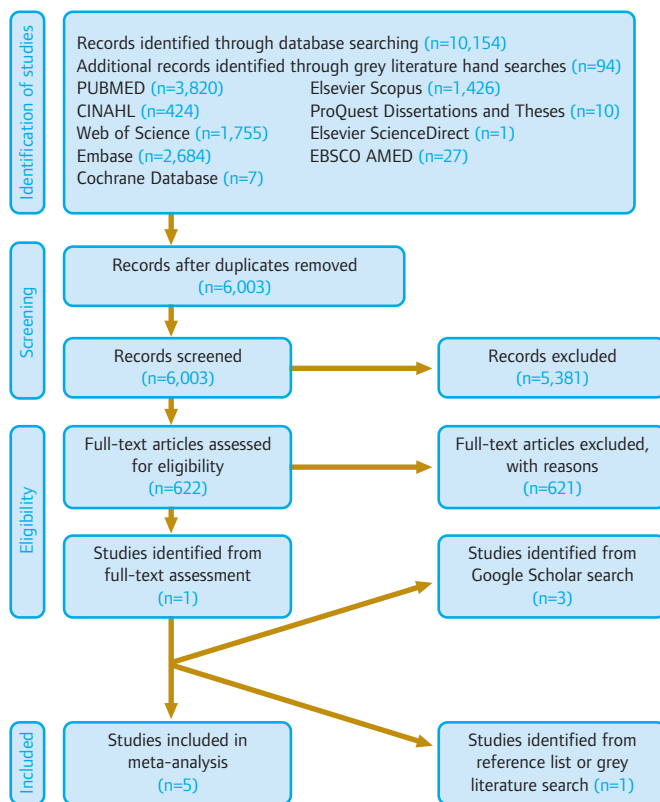 Identification of studies
Records identified through database searching (n=10,154)
Additional records identified through grey literature hand searches (n=94)
PUBMED (n=3,820)
Elsevier Scopus (n=1,426)
CINAHL (n=424)
ProQuest Dissertations and Theses (n=10)
Web of Science (n=1,755)
Elsevier ScienceDirect (n=1)
Embase (n=2,684)
EBSCO AMED (n=27)
Cochrane Database (n=7)
Screening
Records after duplicates removed
(n=6,003)
Records screened
(n=6,003)
Records excluded
(n=5,381)
Eligibility
Full-text articles assessed
for eligibility
(n=622)
Full-text articles excluded,
with reasons
(n=621)
Studies identified from
full-text assessment
(n=1)
Studies identified from
Google Scholar search
(n=3)
Included
Studies included in
meta-analysis
(n=5)
Studies identified from
reference list or grey
literature search (n=1)